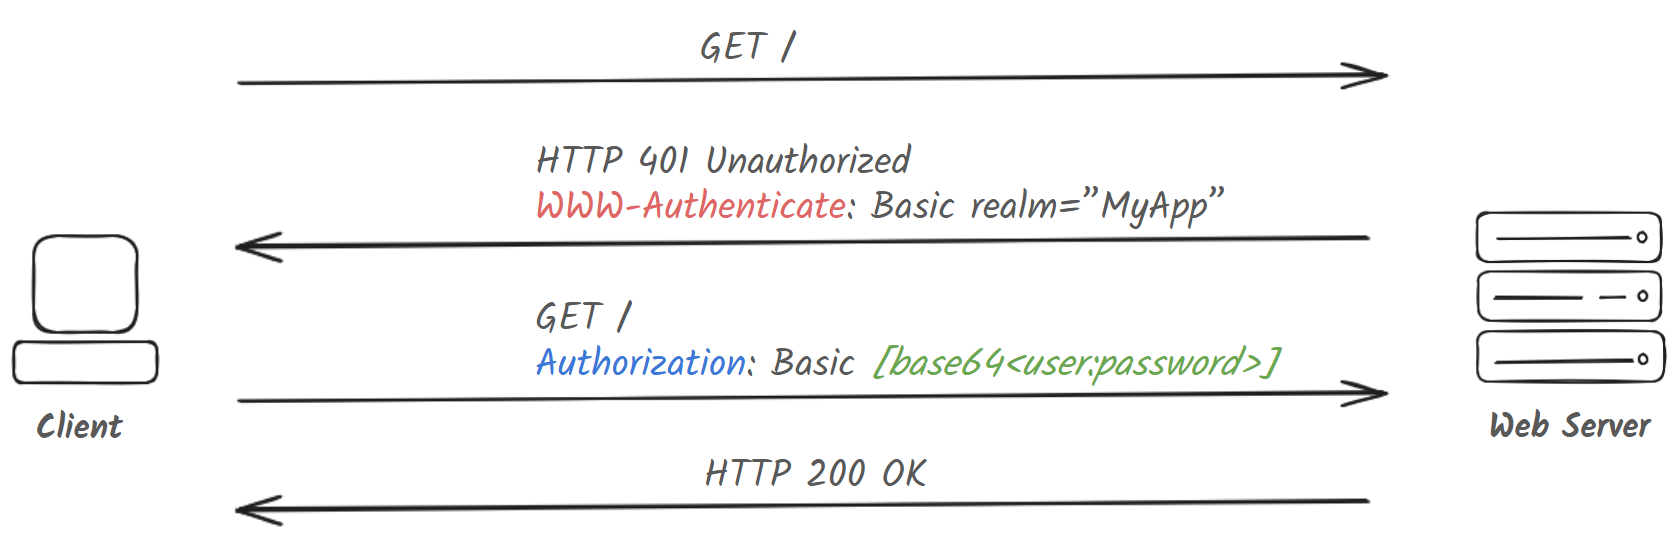 GET /
HTTP 401 Unauthorized
WWW-Authenticate: Basic realm=”MyApp”
GET /
Authorization: Basic [base64<user:password>]
Client
Web Server
HTTP 200 OK